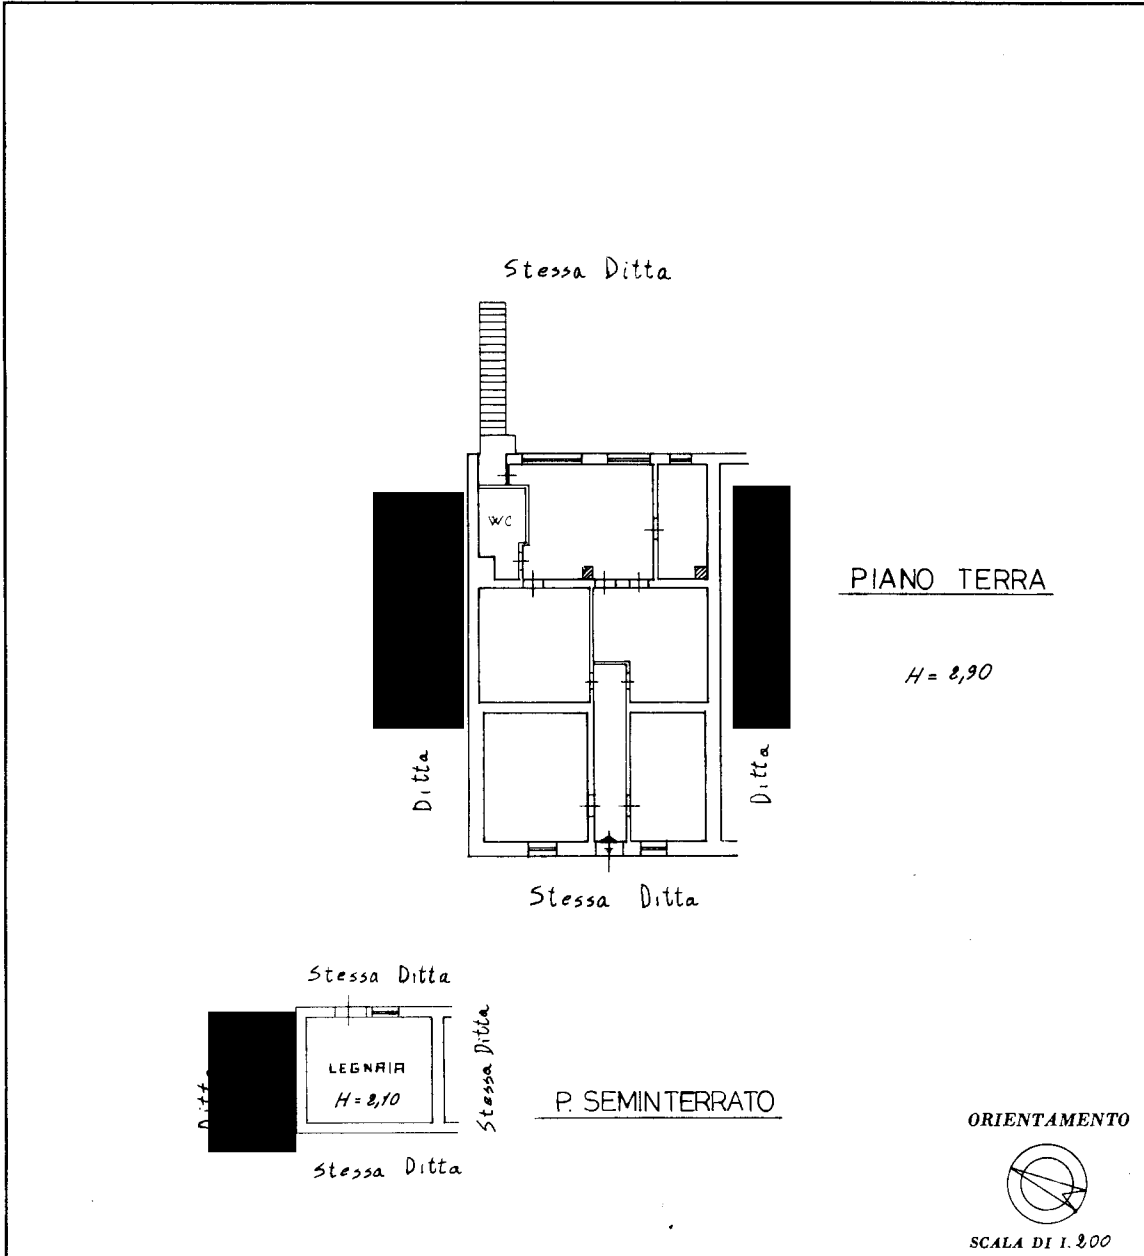 Stessa Ditta
WC
PIANO TERRA
H = 2,90
Ditta
Ditta
Stessa Ditta
Stessa Ditta
Stessa Ditta
LEGNAIA
H = 2,10
Ditta
P. SEMINTERRATO
Stessa Ditta
ORIENTAMENTO
SCALA DI 1. 200